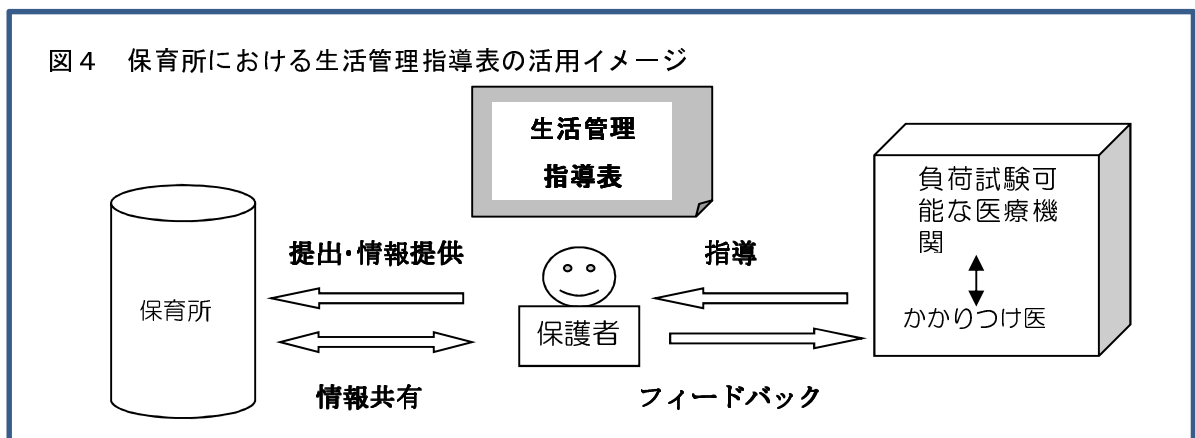 図４　保育所における生活管理指導表の活用イメージ
生活管理
指導表
負荷試験可
能な医療機
関
かかりつけ医
提出・情報提供
指導
保育所
保護者
情報共有
フィードバック